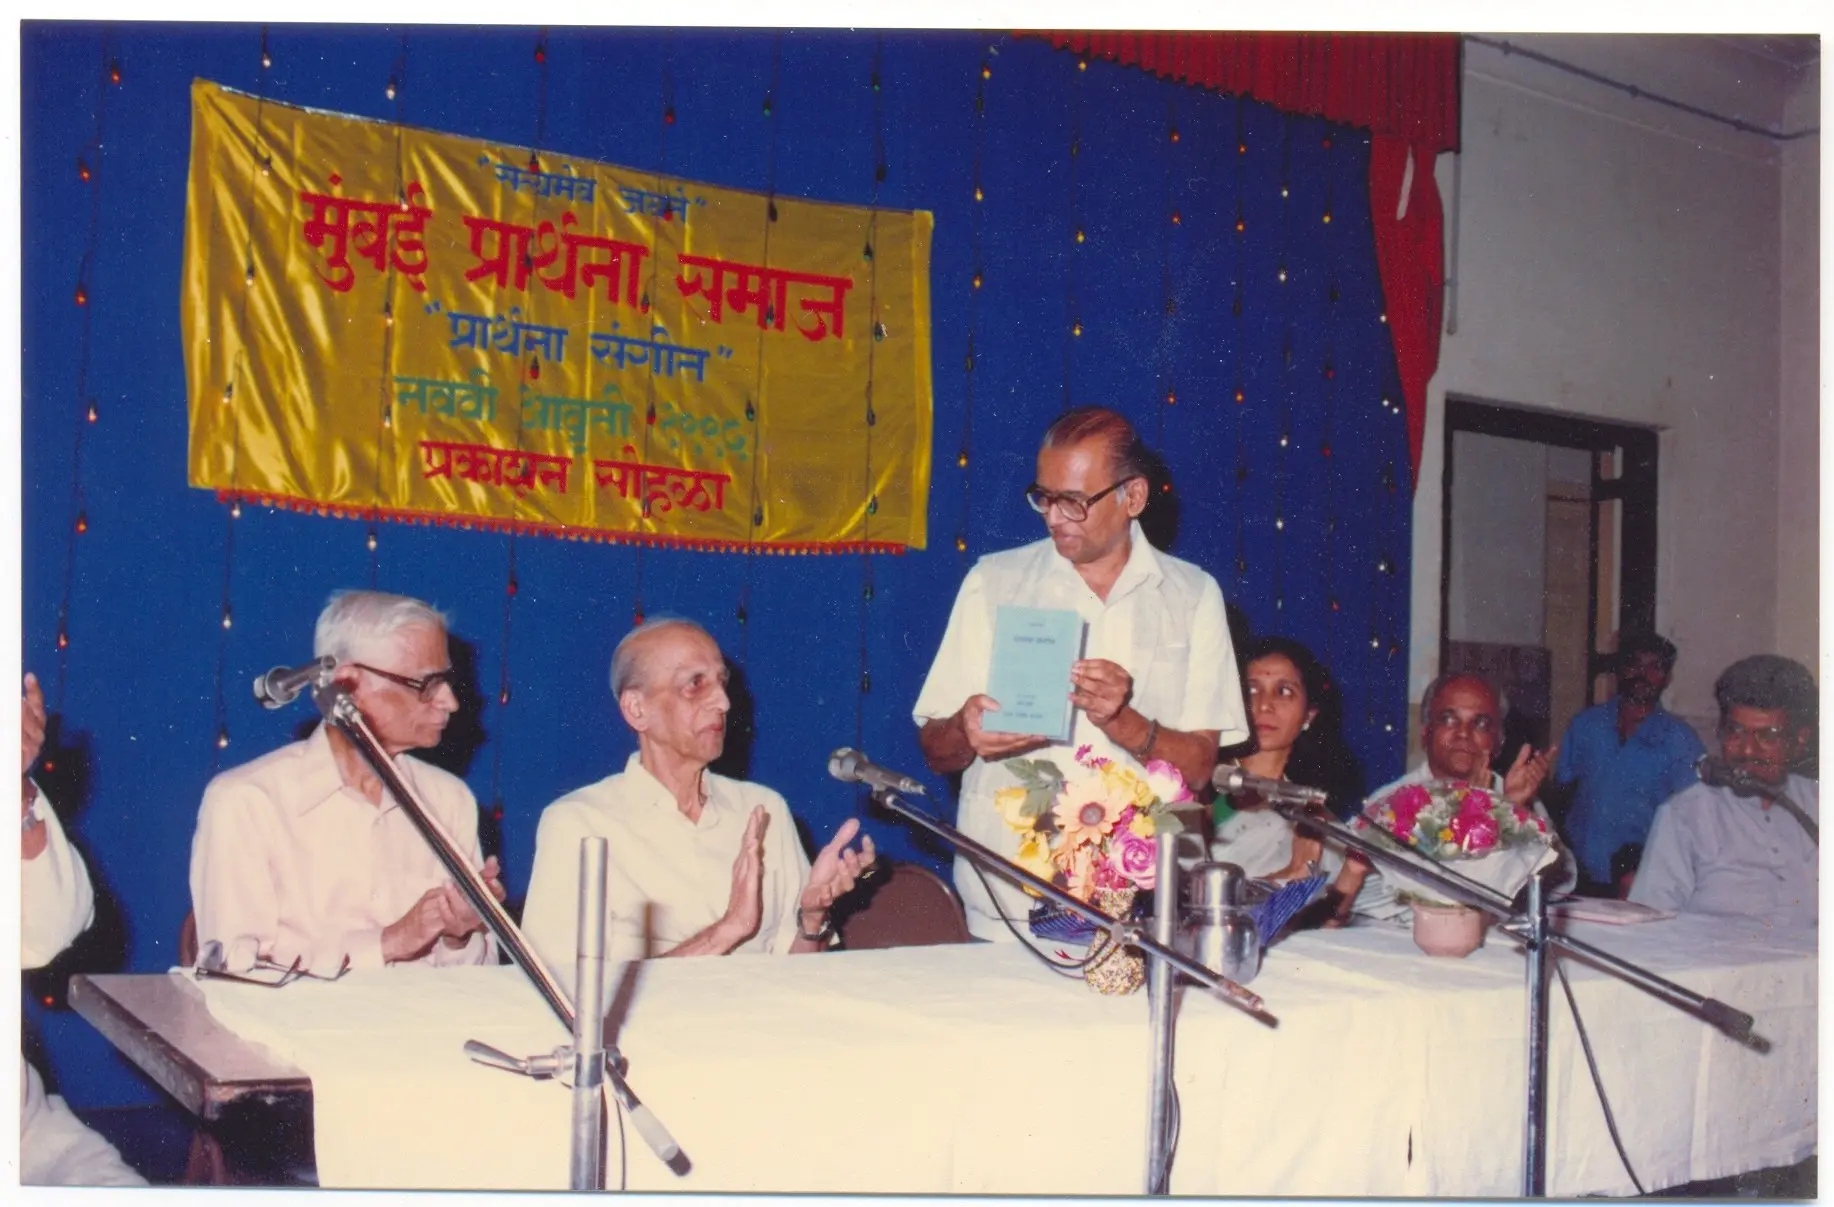 "सत्यमेव जयते"
मुंबई प्रार्थना समाज
"प्रार्थना संगीत"
नववी आवृती
प्रकाशन सोहळा